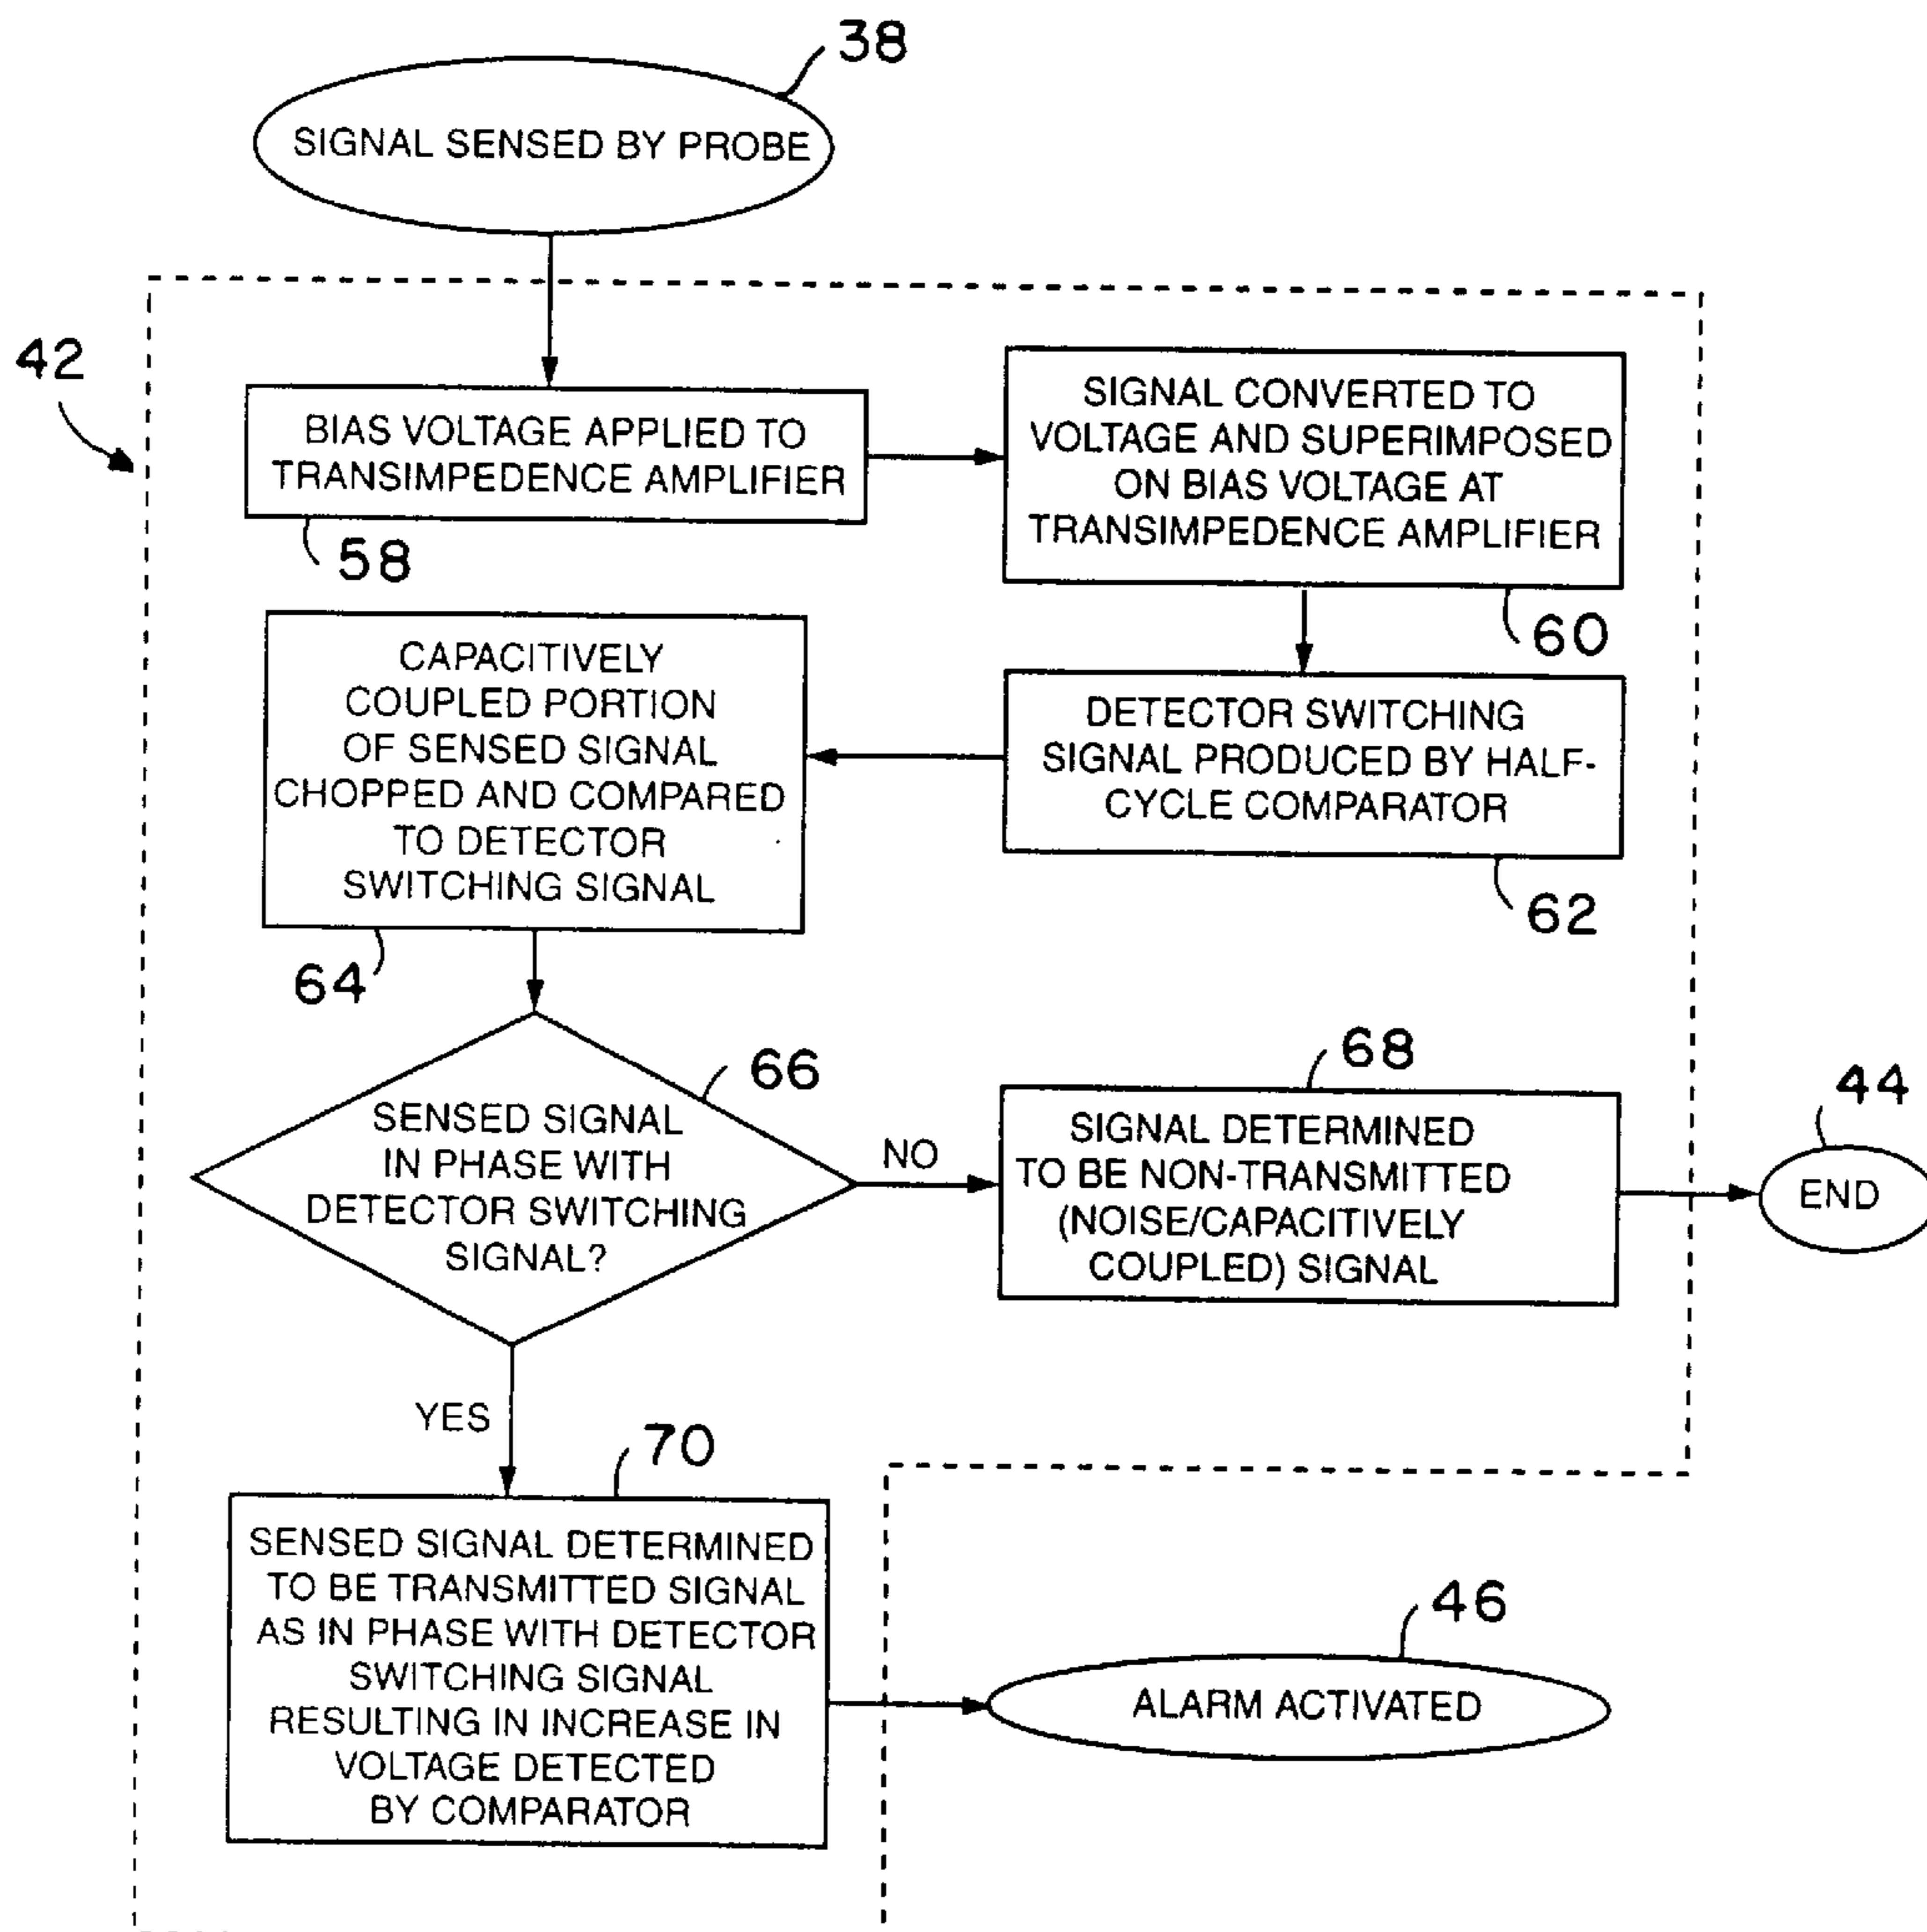 38
SIGNAL SENSED BY PROBE
42
BIAS VOLTAGE APPLIED TO
TRANSIMPEDENCE AMPLIFIER
58
SIGNAL CONVERTED TO
VOLTAGE AND SUPERIMPOSED
ON BIAS VOLTAGE AT
TRANSIMPEDENCE AMPLIFIER
60
DETECTOR SWITCHING
SIGNAL PRODUCED BY HALF-
CYCLE COMPARATOR
62
CAPACITIVELY
COUPLED PORTION
OF SENSED SIGNAL
CHOPPED AND COMPARED
TO DETECTOR
SWITCHING SIGNAL
64
66
SENSED SIGNAL
IN PHASE WITH
DETECTOR SWITCHING
SIGNAL?
NO
68
SIGNAL DETERMINED
TO BE NON-TRANSMITTED
(NOISE/CAPACITIVELY
COUPLED) SIGNAL
44
END
YES
70
SENSED SIGNAL DETERMINED
TO BE TRANSMITTED SIGNAL
AS IN PHASE WITH DETECTOR
SWITCHING SIGNAL
RESULTING IN INCREASE IN
VOLTAGE DETECTED
BY COMPARATOR
46
ALARM ACTIVATED